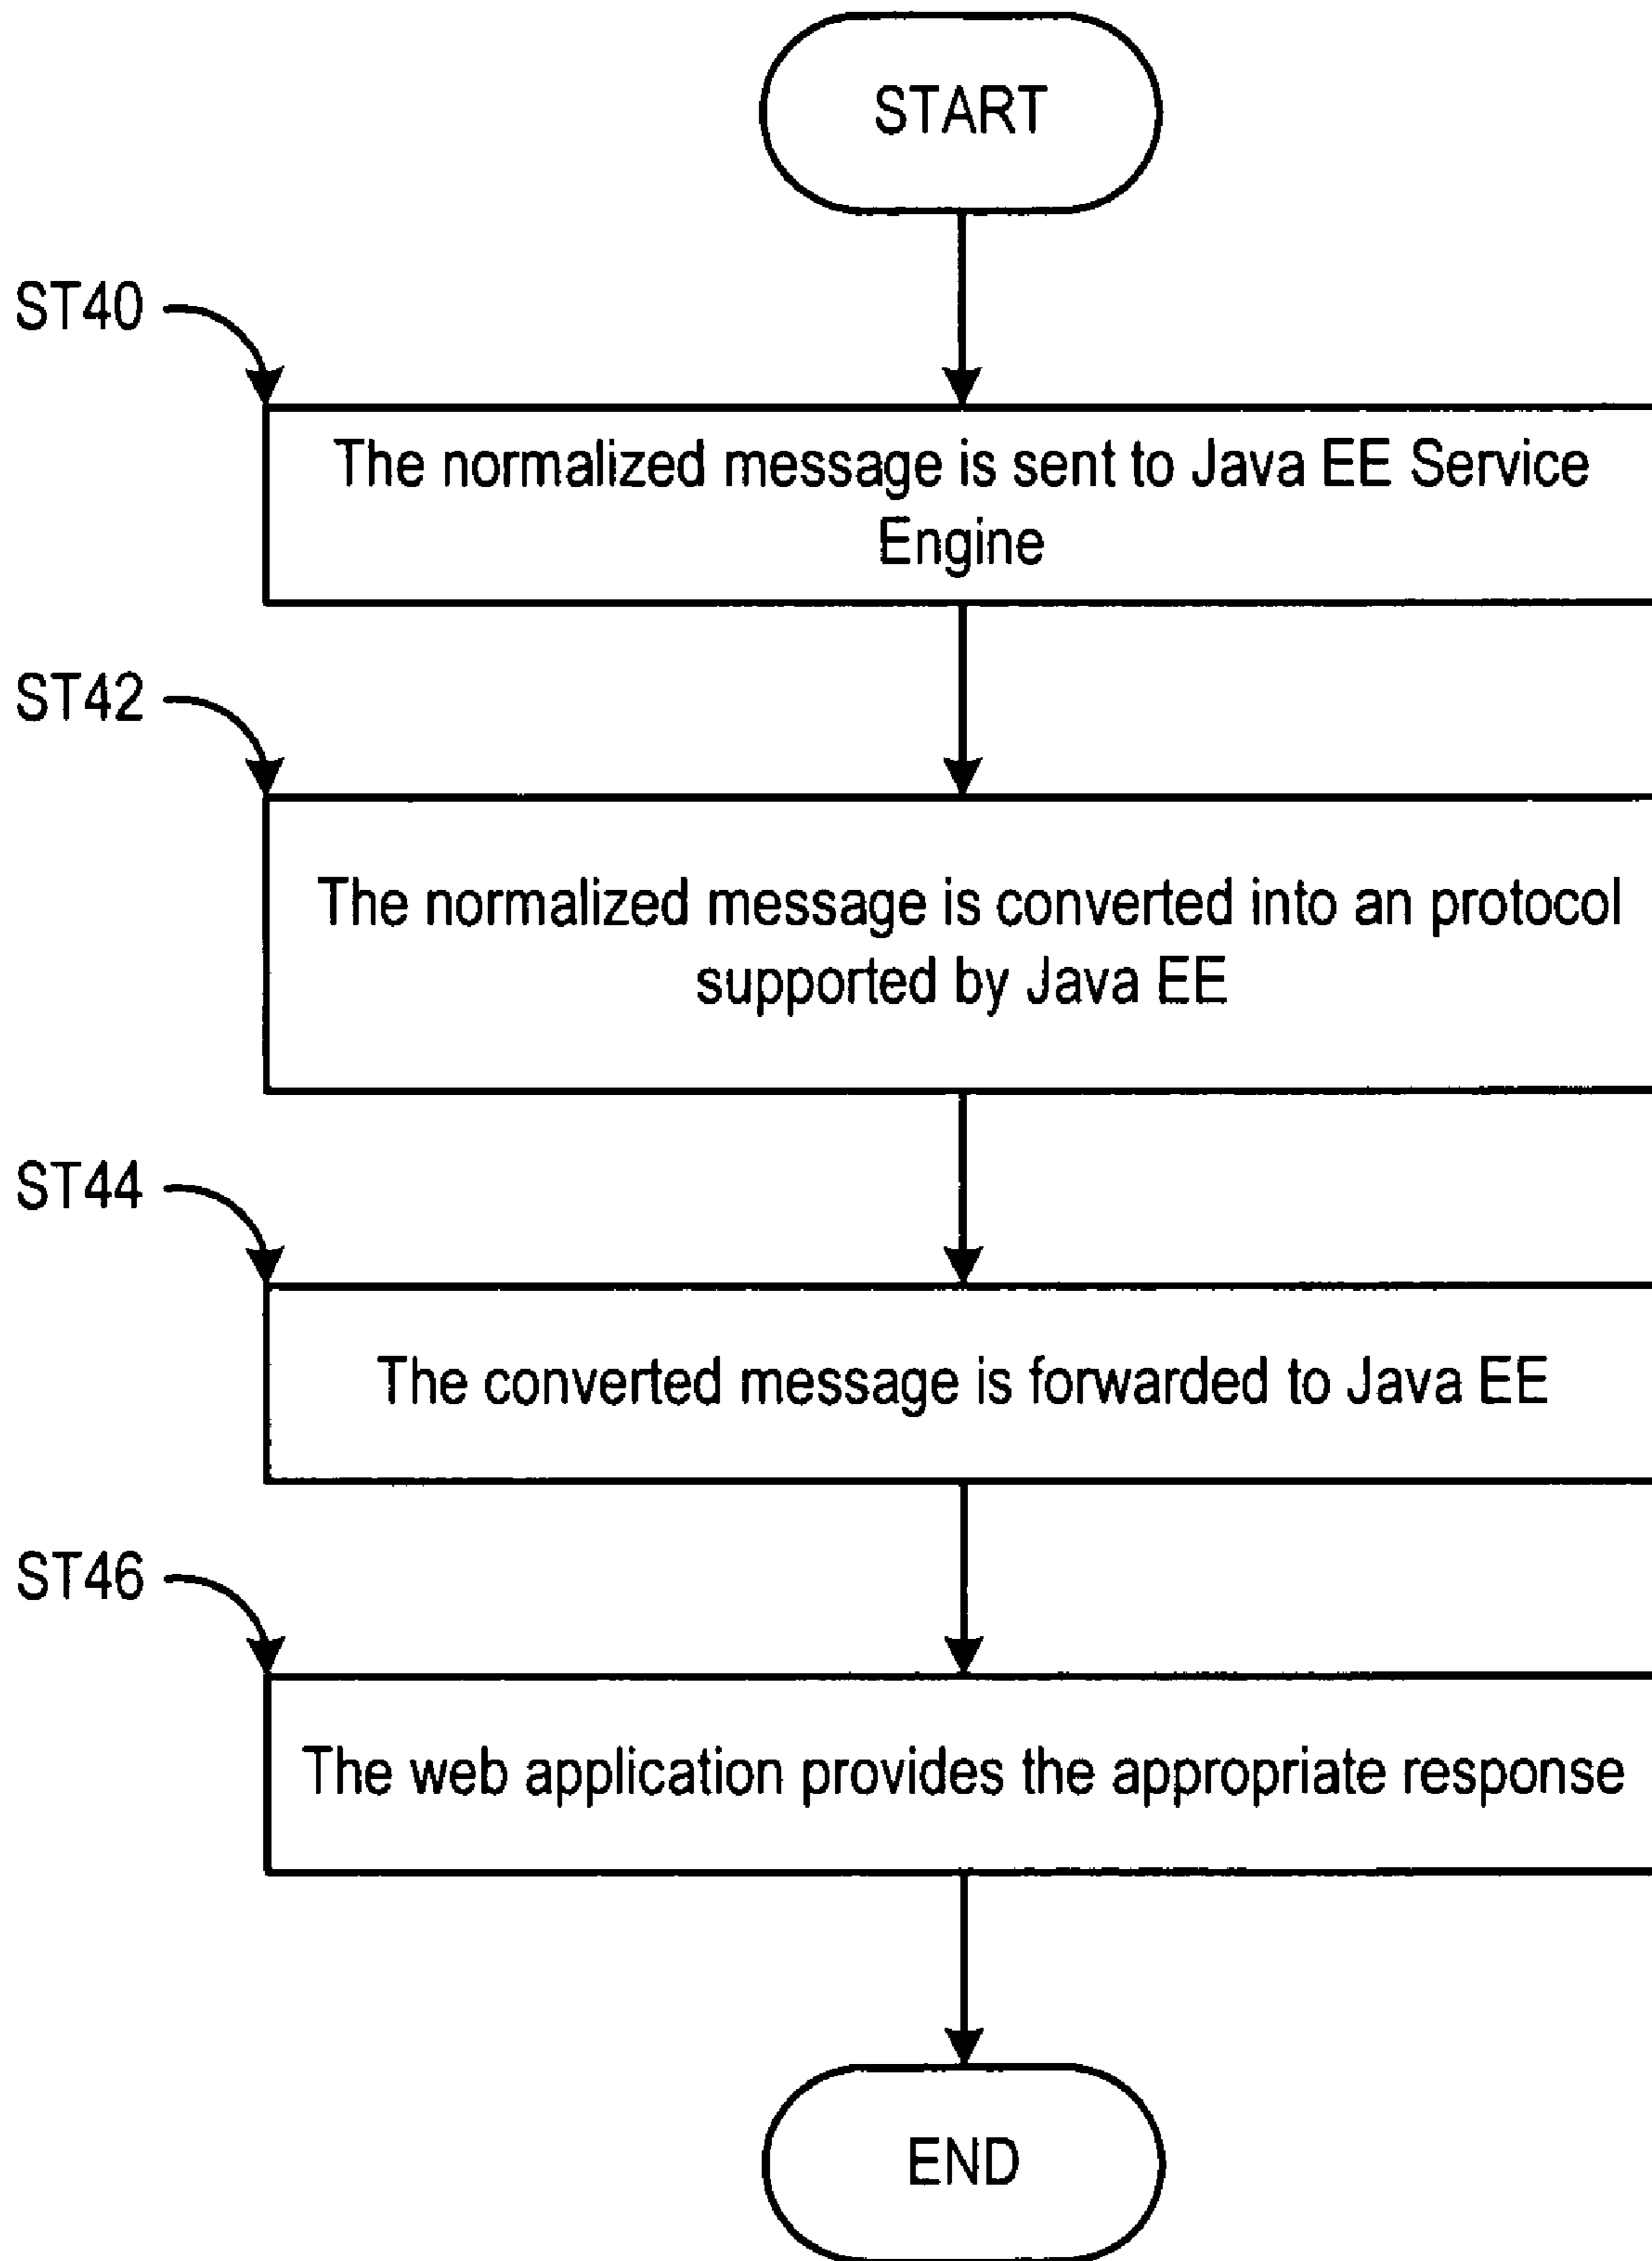 START
ST40
The normalized message is sent to Java EE Service
Engine
ST42
The normalized message is converted into an protocol
supported by Java EE
ST44
The converted message is forwarded to Java EE
ST46
The web application provides the appropriate response
END